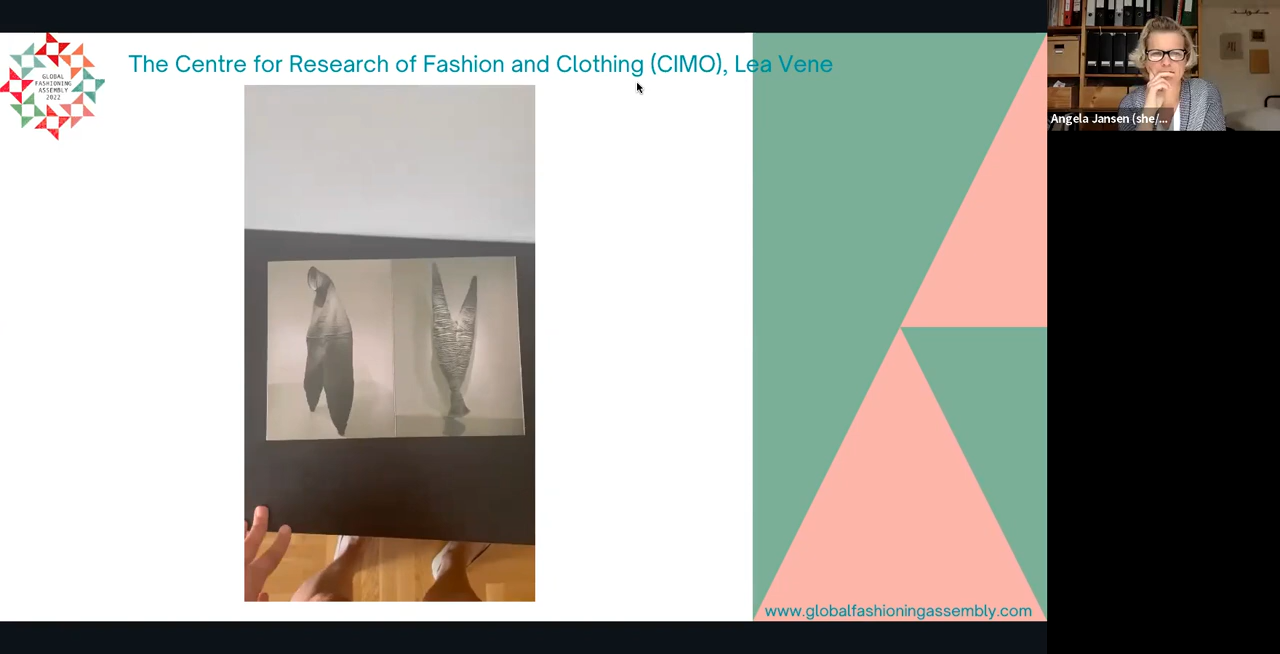 The Centre for Research of Fashion and Clothing (CIMO), Lea Vene
GLOBAL
FASHIONING
ASSEMBLY
2022
Angela Jansen (she/...
www.globalfashioningassembly.com